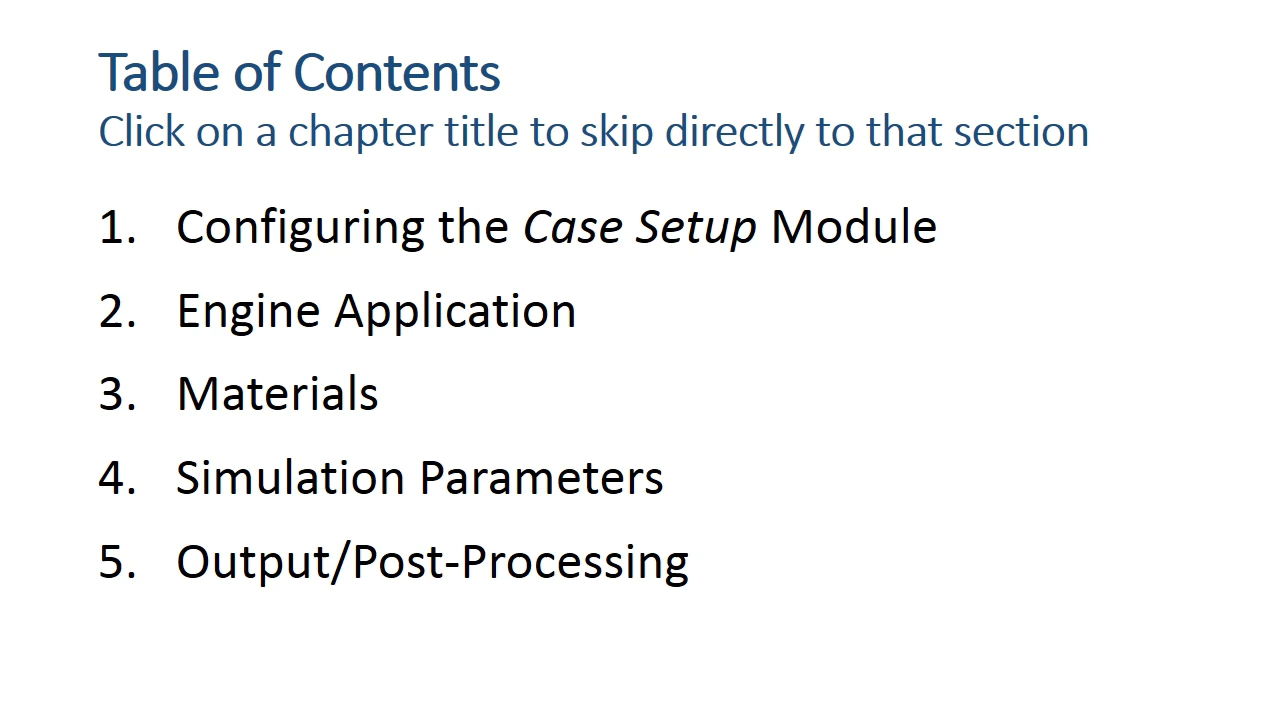 Table of Contents
Click on a chapter title to skip directly to that section
1. Configuring the Case Setup Module
2. Engine Application
3. Materials
4. Simulation Parameters
5. Output/Post-Processing